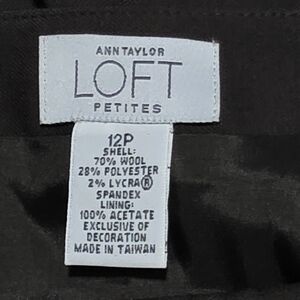 ANN TAYLOR
LOFT
PETITES
12P
SHELL:
70% WOOL
28% POLYESTER
2% LYCRA®
SPANDEX
LINING:
100% ACETATE
EXCLUSIVE OF
DECORATION
MADE IN TAIWAN